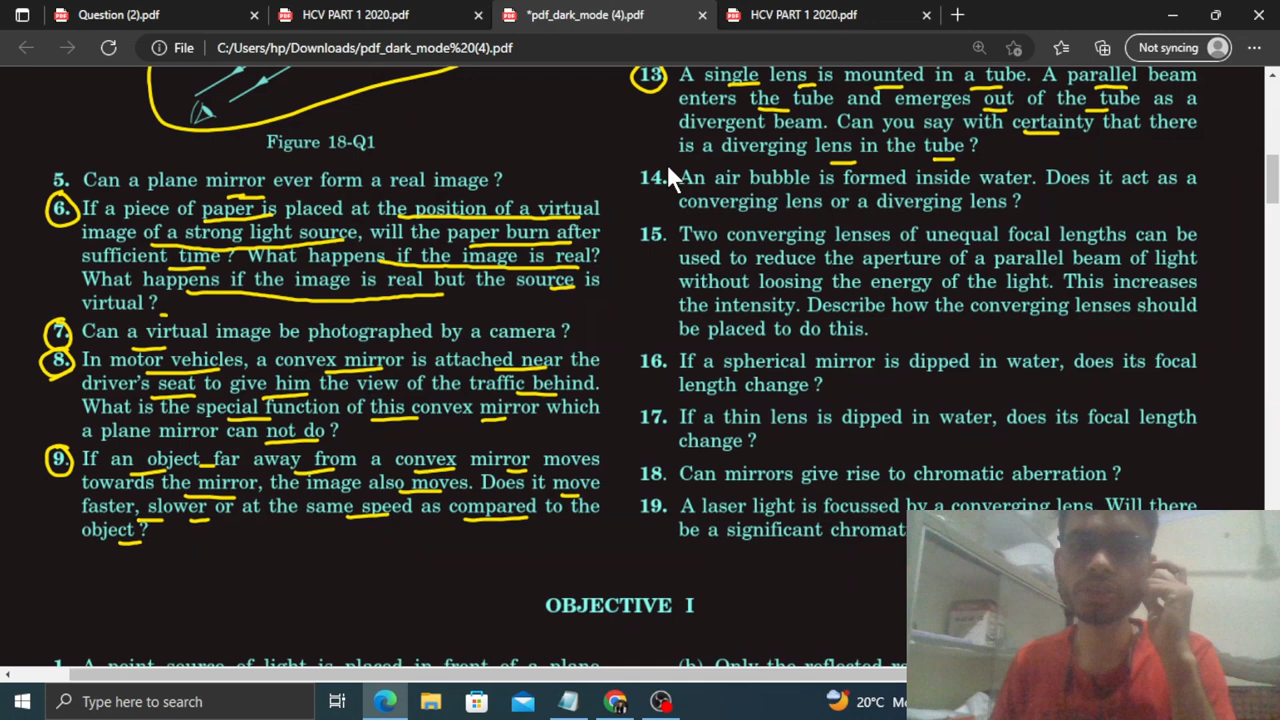 Question (2).pdf
HCV PART 1 2020.pdf
*pdf_dark_mode (4).pdf
HCV PART 1 2020.pdf
File
C:/Users/hp/Downloads/pdf_dark_mode%20(4).pdf
Not syncing
Figure 18-Q1
5. Can a plane mirror ever form a real image ?
6. If a piece of paper is placed at the position of a virtual
image of a strong light source, will the paper burn after
sufficient time ? What happens if the image is real?
What happens if the image is real but the source is
virtual ?
7. Can a virtual image be photographed by a camera ?
8. In motor vehicles, a convex mirror is attached near the
driver's seat to give him the view of the traffic behind.
What is the special function of this convex mirror which
a plane mirror can not do ?
9. If an object far away from a convex mirror moves
towards the mirror, the image also moves. Does it move
faster, slower or at the same speed as compared to the
object ?
13 A single lens is mounted in a tube. A parallel beam
enters the tube and emerges out of the tube as a
divergent beam. Can you say with certainty that there
is a diverging lens in the tube ?
14. An air bubble is formed inside water. Does it act as a
converging lens or a diverging lens ?
15. Two converging lenses of unequal focal lengths can be
used to reduce the aperture of a parallel beam of light
without loosing the energy of the light. This increases
the intensity. Describe how the converging lenses should
be placed to do this.
16. If a spherical mirror is dipped in water, does its focal
length change ?
17. If a thin lens is dipped in water, does its focal length
change ?
18. Can mirrors give rise to chromatic aberration ?
19. A laser light is focussed by a converging lens. Will there
be a significant chromat
OBJECTIVE I
1. A point source of light is placed in front of a plane
(b) Only the reflected
Type here to search
20°C